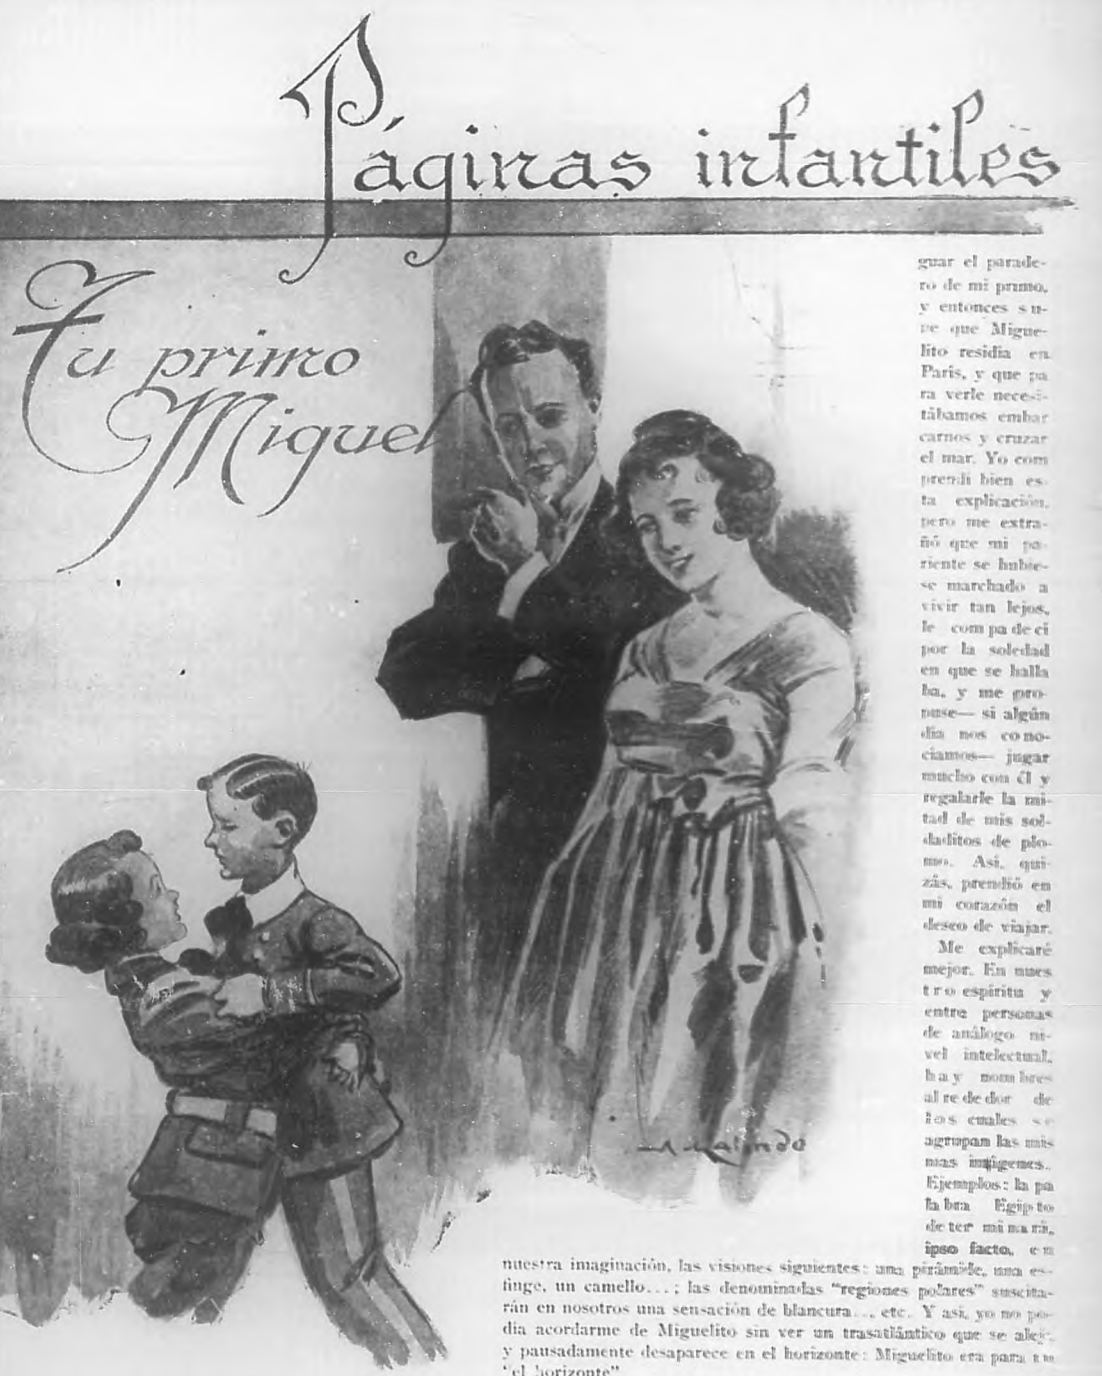 Páginas infantiles
Tu primo
Miguel
guar el parade-
ro de mi primo,
y entonces su-
pe que Migue-
lito residía en
París, y que pa
ra verle necesi-
tábamos embar
carnos y cruzar
el mar. Yo com
prendí bien es-
ta explicación,
pero me extra-
ñó que mi pa-
riente se hubie-
se marchado a
vivir tan lejos,
le compadecí
por la soledad
en que se halla
ba, y me pro-
puse— si algún
día nos cono-
ciamos— jugar
mucho con él y
regalarle la mi-
tad de mis sol-
daditos de plo-
mo. Así, qui-
zás, prendió en
mi corazón el
deseo de viajar.
Me explicaré
mejor. En nues
tro espíritu y
entre personas
de análogo ni-
vel intelectual,
hay nombres
alrededor de
los cuales se
agrupan las mis
mas imágenes.
Ejemplos: la pa
labra Egipto
determinará,
ipso facto, en
nuestra imaginación, las visiones siguientes: una pirámide, una es-
finge, un camello...; las denominadas "regiones polares" suscita-
rán en nosotros una sensación de blancura... etc. Y así, yo no po-
día acordarme de Miguelito sin ver un trasatlántico que se aleja
y pausadamente desaparece en el horizonte: Miguelito era para mí
"el horizonte"